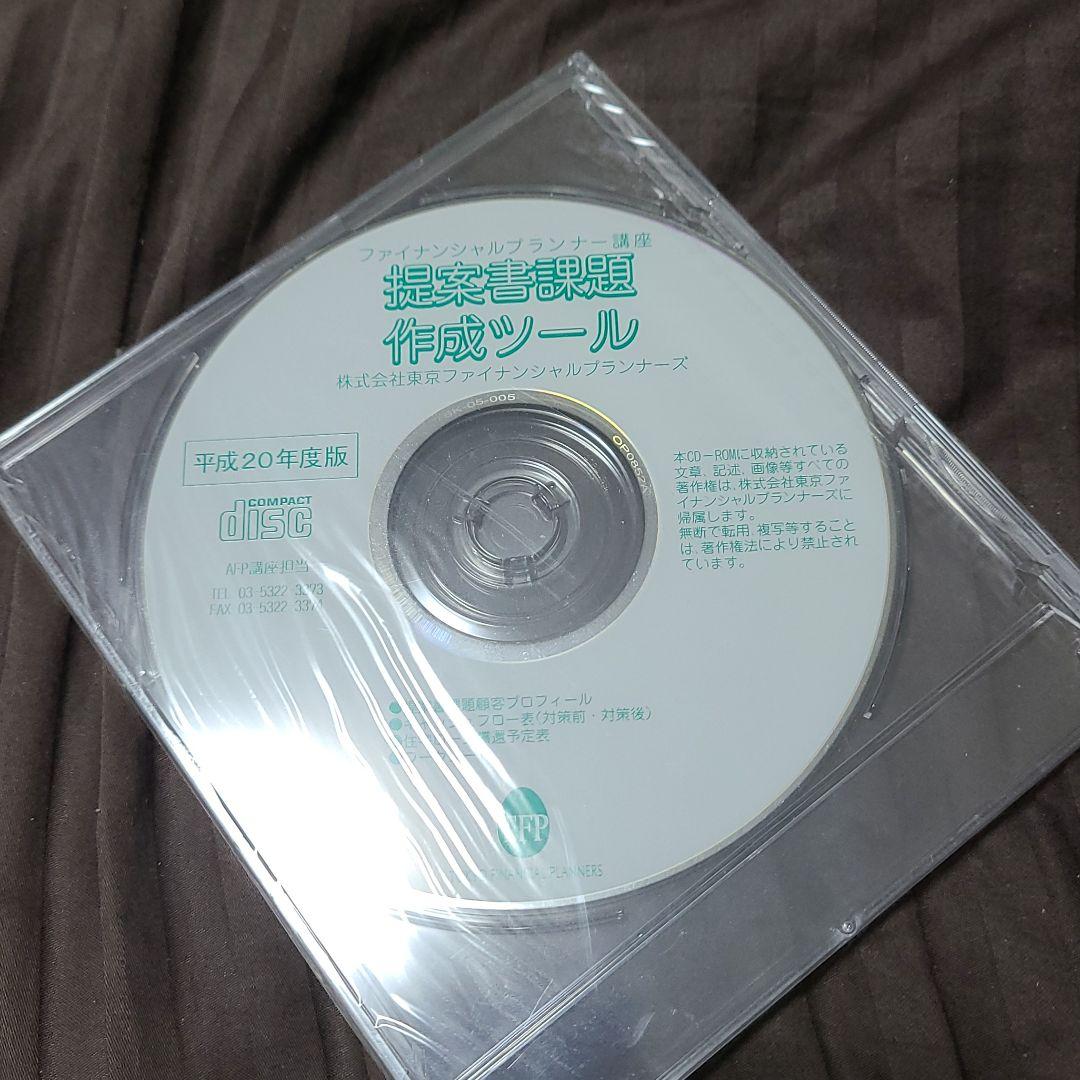 ファイナンシャルプランナー講座
提案書課題
作成ツール
株式会社東京ファイナンシャルプランナーズ
平成20年度版
COMPACT
disc
AFP講座担当
TEL 03-5322-3373
FAX 03-5322-3374
本CD-ROMに収納されている
文章、記述、画像等すべての
著作権は、株式会社東京ファ
イナンシャルプランナーズに
帰属します。
無断で転用、複写等すること
は、著作権法により禁止され
ています。
課題顧客プロフィール
フロー表(対策前・対策後)
償還予定表
FINANCIAL PLANNERS